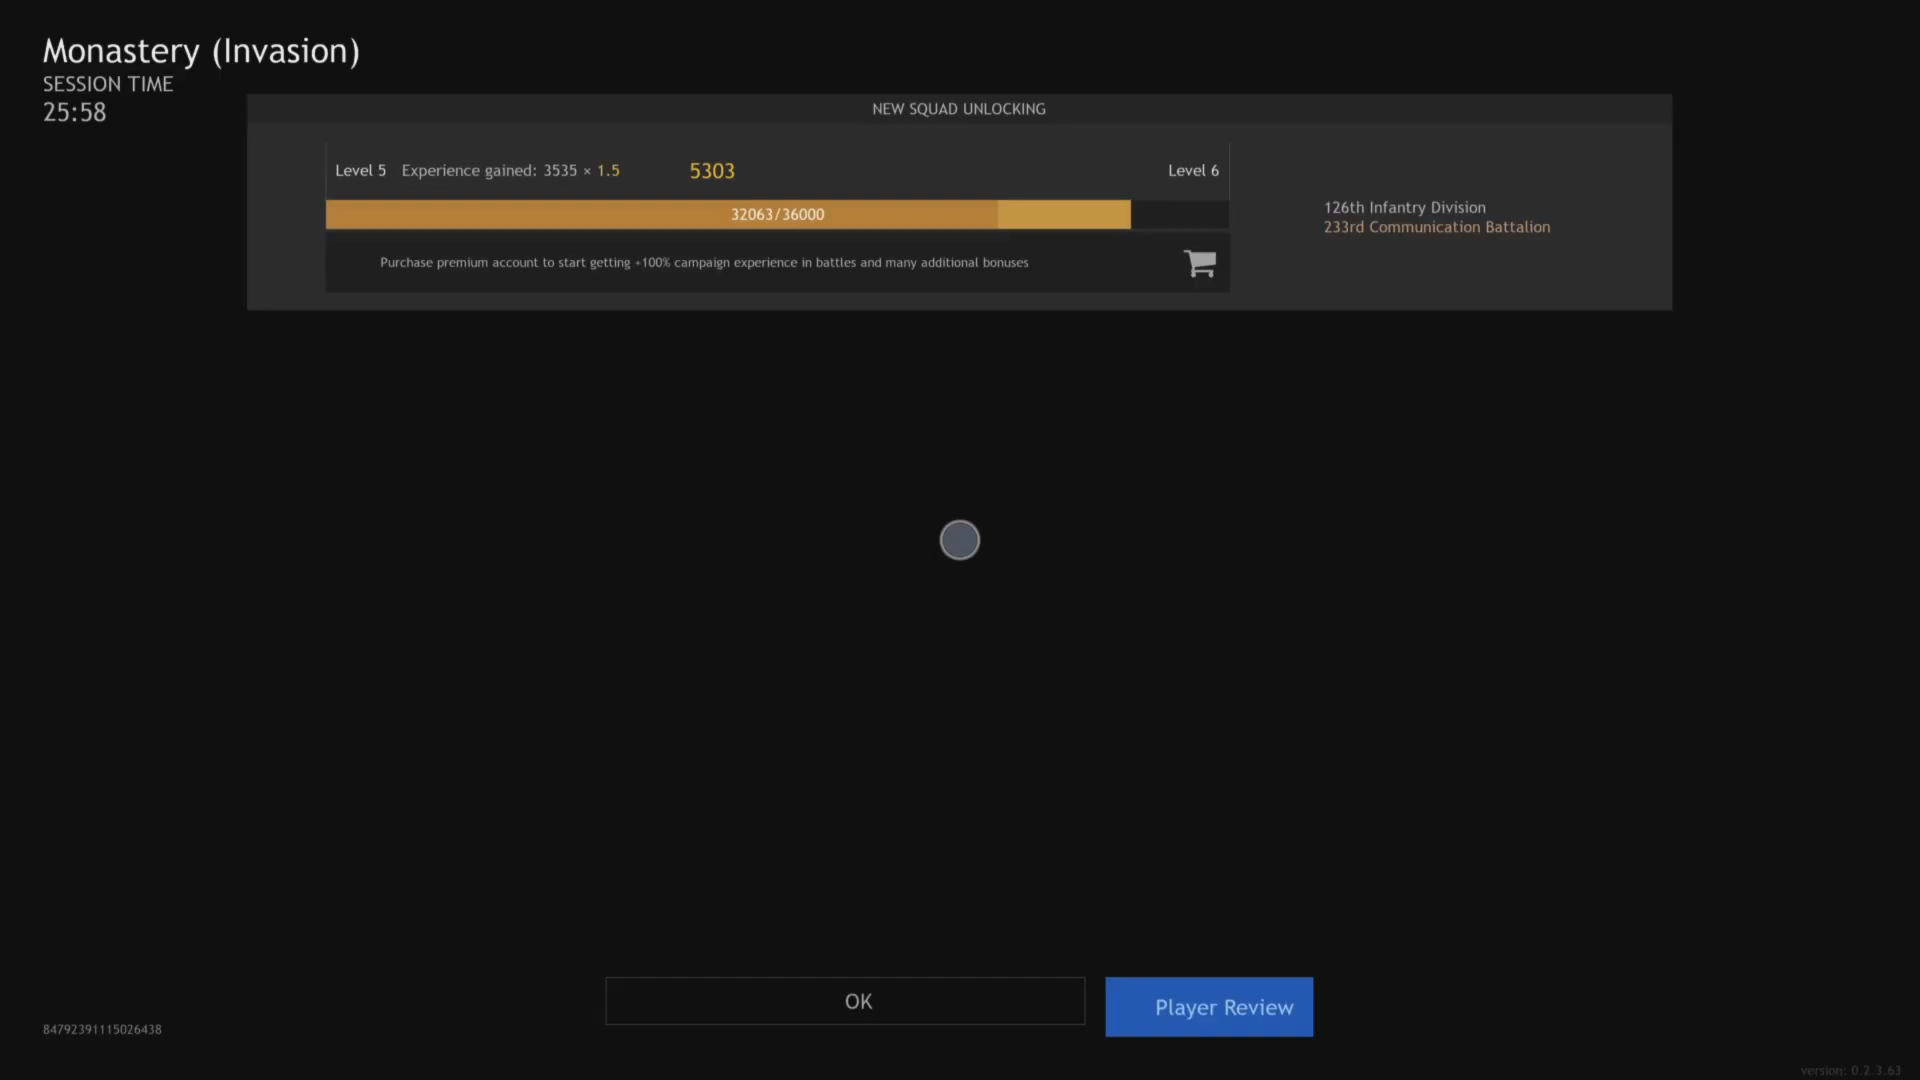 Monastery (Invasion)
SESSION TIME
25:58
NEW SQUAD UNLOCKING
Level 5 Experience gained: 3535 × 1.5 5303 Level 6
32063/36000
126th Infantry Division
233rd Communication Battalion
Purchase premium account to start getting +100% campaign experience in battles and many additional bonuses
OK
Player Review
84792391115026438
version: 0.2.3.63